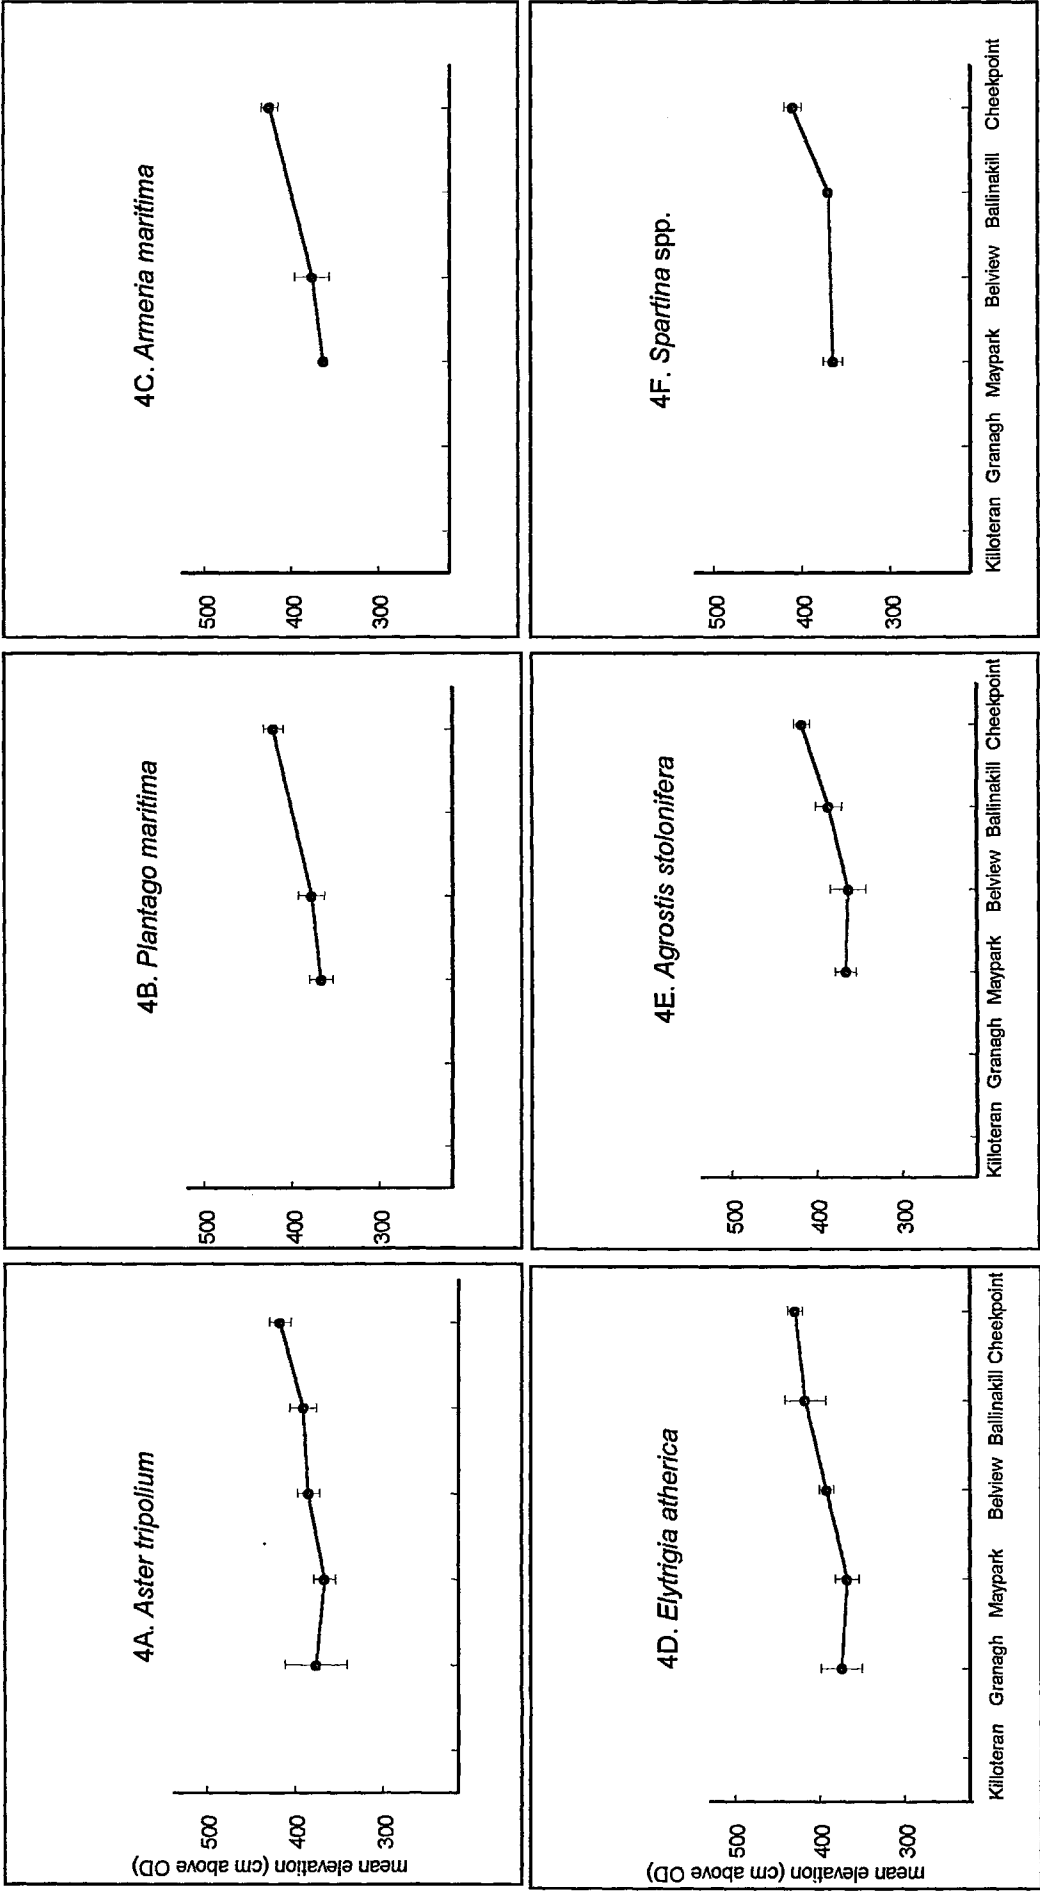 4A. Aster tripolium
mean elevation (cm above OD)
500
400
300
4B. Plantago maritima
500
400
300
4C. Armeria maritima
500
400
300
4D. Elytrigia atherica
mean elevation (cm above OD)
500
400
300
Killoteran Granagh Maypark Belview Ballinakill Cheekpoint
4E. Agrostis stolonifera
500
400
300
Killoteran Granagh Maypark Belview Ballinakill Cheekpoint
4F. Spartina spp.
500
400
300
Killoteran Granagh Maypark Belview Ballinakill Cheekpoint